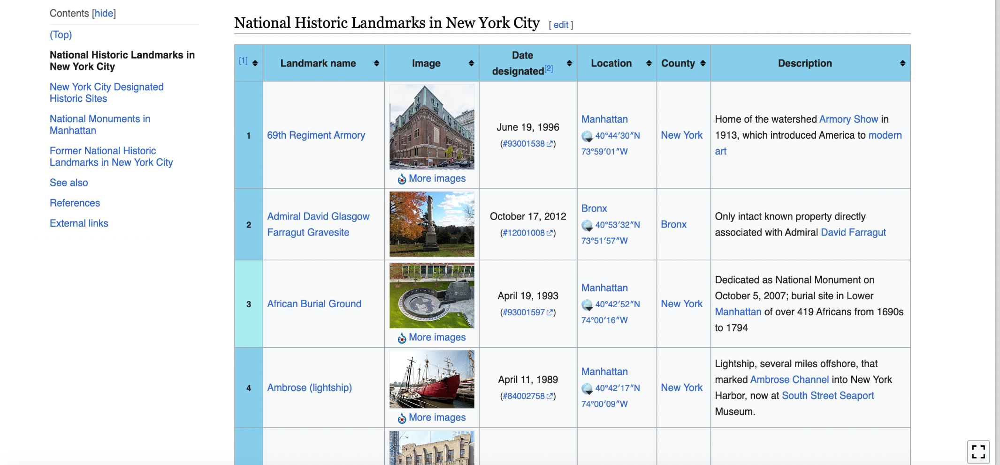 Contents [hide]
(Top)
National Historic Landmarks in
New York City
New York City Designated
Historic Sites
National Monuments in
Manhattan
Former National Historic
Landmarks in New York City
See also
References
External links
National Historic Landmarks in New York City [ edit ]
[1] Landmark name Image Date designated[2] Location County Description
1
69th Regiment Armory
More images
June 19, 1996
(#93001538)
Manhattan
40°44′30″N
73°59′01″W
New York
Home of the watershed Armory Show in
1913, which introduced America to modern
art
2
Admiral David Glasgow
Farragut Gravesite
October 17, 2012
(#12001008)
Bronx
40°53′32″N
73°51′57″W
Bronx
Only intact known property directly
associated with Admiral David Farragut
3
African Burial Ground
More images
April 19, 1993
(#93001597)
Manhattan
40°42′52″N
74°00′16″W
New York
Dedicated as National Monument on
October 5, 2007; burial site in Lower
Manhattan of over 419 Africans from 1690s
to 1794
4
Ambrose (lightship)
More images
April 11, 1989
(#84002758)
Manhattan
40°42′17″N
74°00′09″W
New York
Lightship, several miles offshore, that
marked Ambrose Channel into New York
Harbor, now at South Street Seaport
Museum.